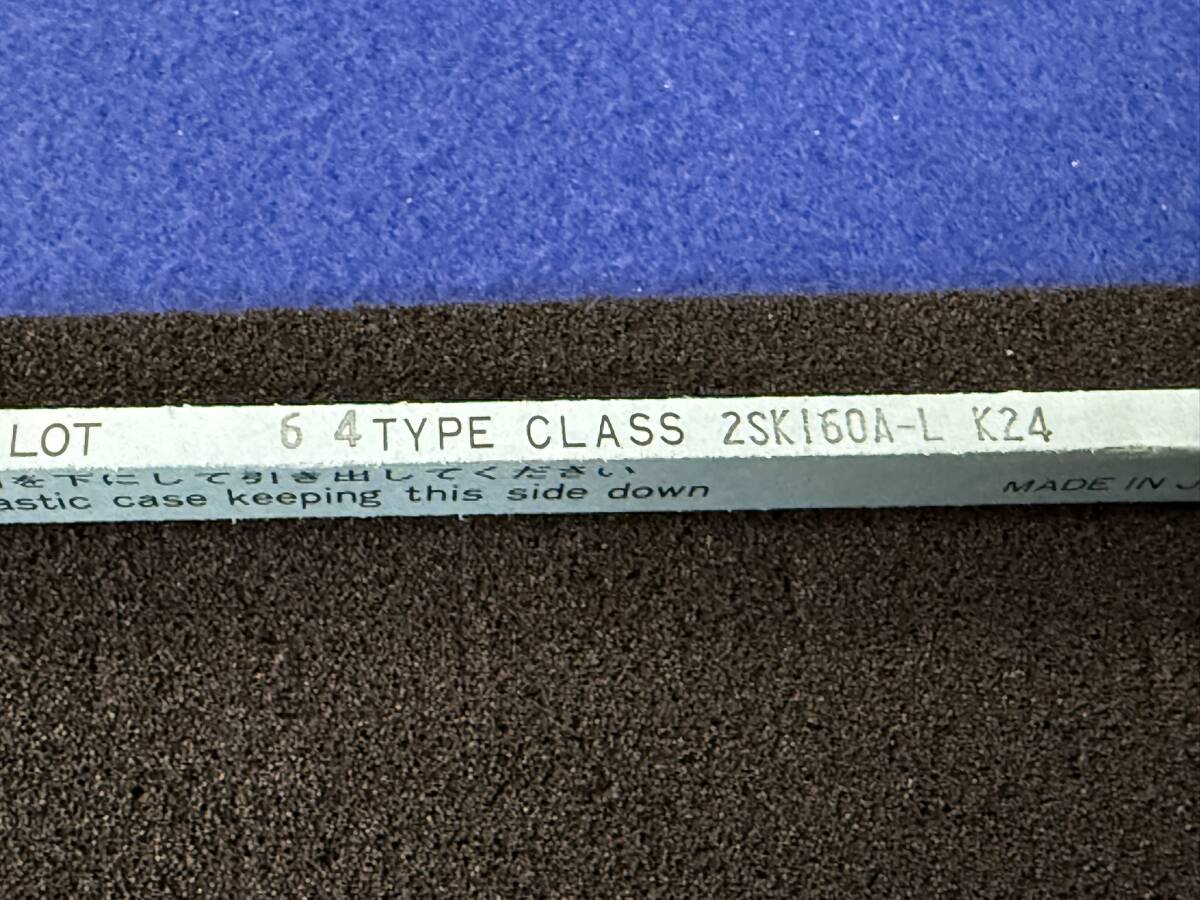 LOT 6 4 TYPE CLASS 2SK160A-L K24
を下にして引き出してください
astic case keeping this side down MADE IN J